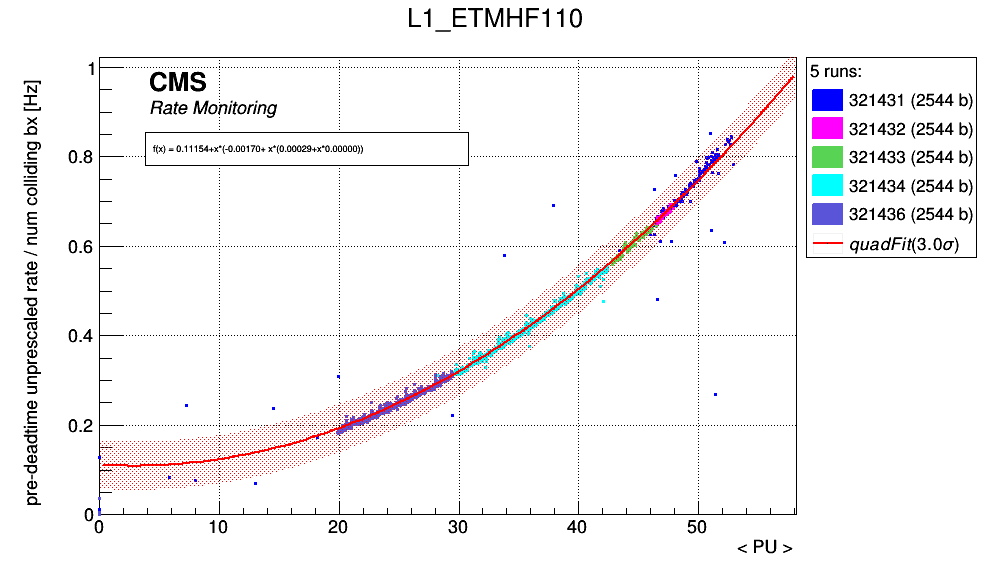 L1_ETMHF110
pre-deadtime unprescaled rate / num colliding bx [Hz]
1
0.8
0.6
0.4
0.2
0
CMS
Rate Monitoring
f(x) = 0.11154+x*(-0.00170+ x*(0.00029+x*0.00000))
0 10 20 30 40 50
< PU >
5 runs:
321431 (2544 b)
321432 (2544 b)
321433 (2544 b)
321434 (2544 b)
321436 (2544 b)
quadFit(3.0σ)